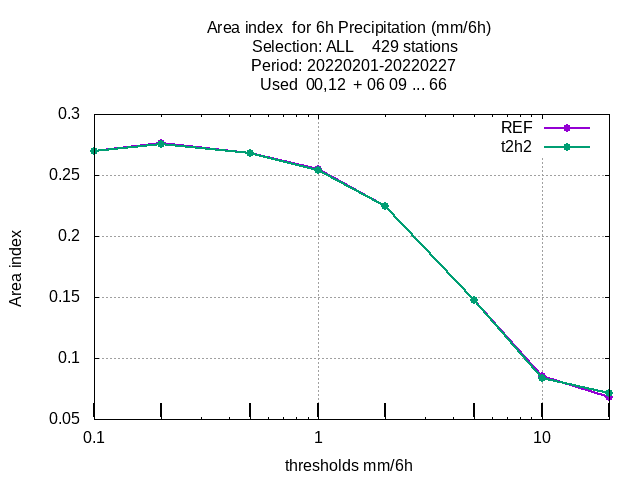 Area index  for 6h Precipitation (mm/6h)
Selection: ALL    429 stations
Period: 20220201-20220227
Used  00,12  + 06 09 ... 66
REF
t2h2
0.3
0.25
0.2
0.15
0.1
0.05
Area index
0.1 1 10
thresholds mm/6h